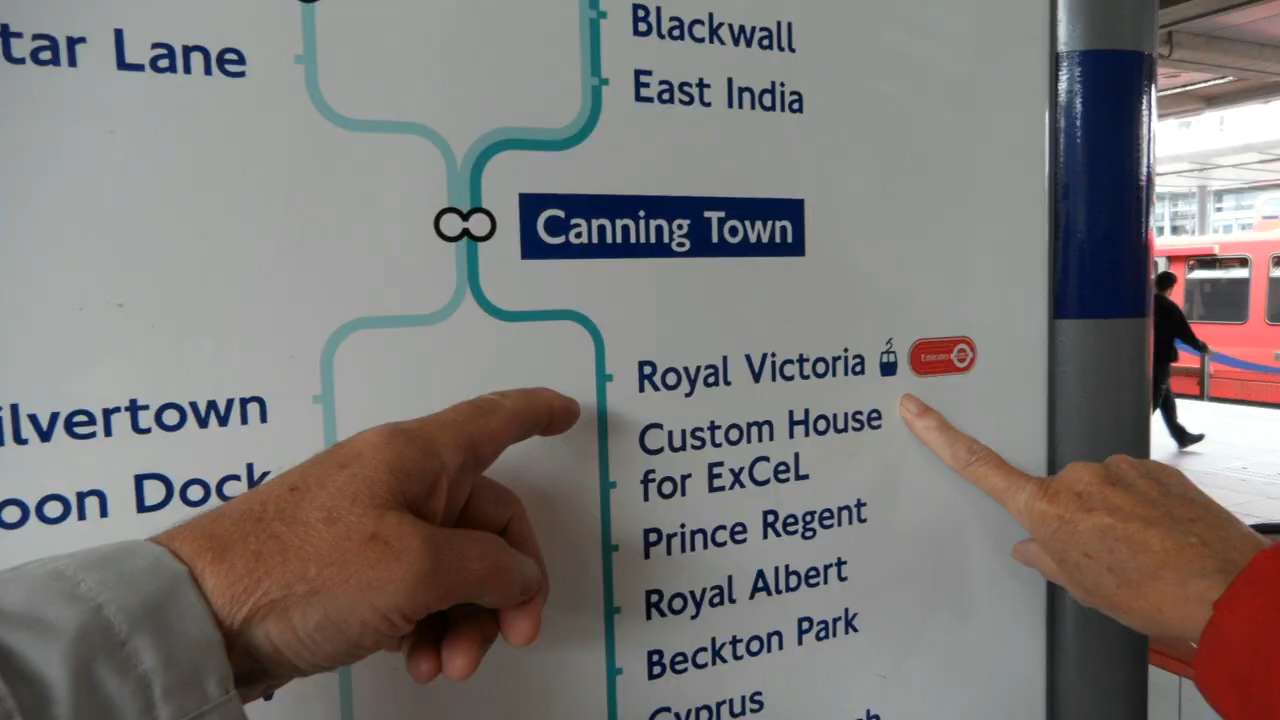 tar Lane
Blackwall
East India
Canning Town
Royal Victoria
Emirates
Custom House
for ExCeL
Prince Regent
Royal Albert
Beckton Park
Cyprus
ilvertown
oon Dock